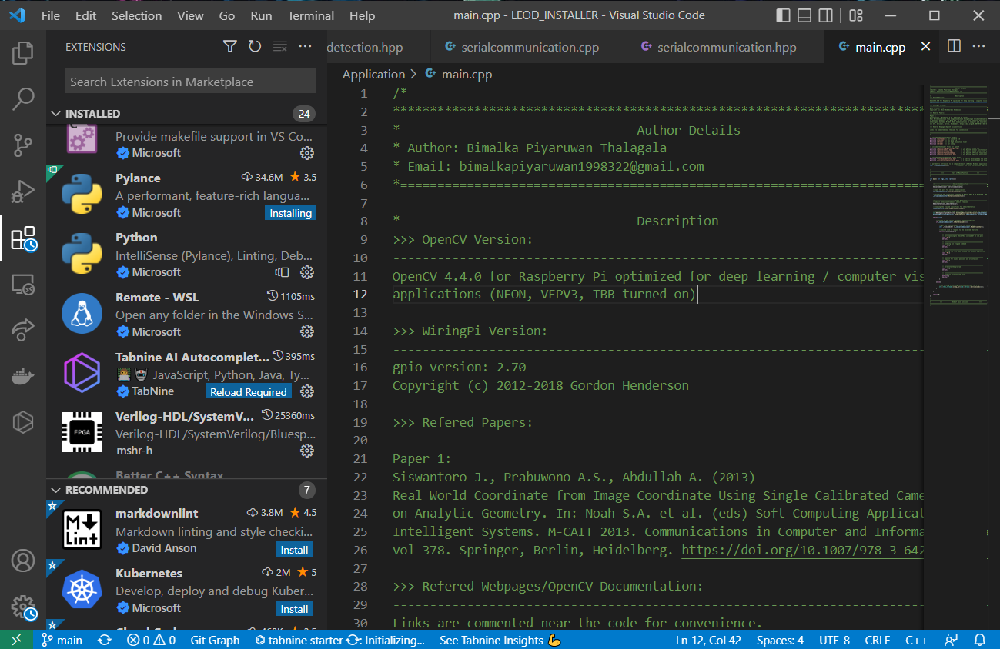 File Edit Selection View Go Run Terminal Help
main.cpp - LEOD_INSTALLER - Visual Studio Code
EXTENSIONS
Search Extensions in Marketplace
INSTALLED 24
Provide makefile support in VS Co...
Microsoft
Pylance 34.6M 3.5
A performant, feature-rich langua...
Microsoft Installing
Python
IntelliSense (Pylance), Linting, Deb...
Microsoft
Remote - WSL 1105ms
Open any folder in the Windows S...
Microsoft
Tabnine AI Autocomplet... 395ms
JavaScript, Python, Java, Ty...
TabNine Reload Required
FPGA
Verilog-HDL/SystemV... 25360ms
Verilog-HDL/SystemVerilog/Bluesp...
mshr-h
Better C++ Syntax
RECOMMENDED 7
M lint
markdownlint 3.8M 4.5
Markdown linting and style checki...
David Anson Install
Kubernetes 2M 5
Develop, deploy and debug Kuber...
Microsoft Install
detection.hpp serialcommunication.cpp serialcommunication.hpp main.cpp
Application > main.cpp
1 /*
2 ************************************************************************
3 * Author Details
4 * Author: Bimalka Piyaruwan Thalagala
5 * Email: bimalkapiyaruwan1998322@gmail.com
6 *=======================================================================
7
8 * Description
9 >>> OpenCV Version:
10 ------------------------------------------------------------------------
11 OpenCV 4.4.0 for Raspberry Pi optimized for deep learning / computer vis
12 applications (NEON, VFPV3, TBB turned on)
13
14 >>> WiringPi Version:
15 ------------------------------------------------------------------------
16 gpio version: 2.70
17 Copyright (c) 2012-2018 Gordon Henderson
18
19 >>> Refered Papers:
20 ------------------------------------------------------------------------
21 Paper 1:
22 Siswantoro J., Prabuwono A.S., Abdullah A. (2013)
23 Real World Coordinate from Image Coordinate Using Single Calibrated Came
24 on Analytic Geometry. In: Noah S.A. et al. (eds) Soft Computing Applicat
25 Intelligent Systems. M-CAIT 2013. Communications in Computer and Informa
26 vol 378. Springer, Berlin, Heidelberg. https://doi.org/10.1007/978-3-642
27
28 >>> Refered Webpages/OpenCV Documentation:
29 ------------------------------------------------------------------------
30 Links are commented near the code for convenience.
main 0 0 Git Graph tabnine starter : Initializing... See Tabnine Insights 💪 Ln 12, Col 42 Spaces: 4 UTF-8 CRLF C++